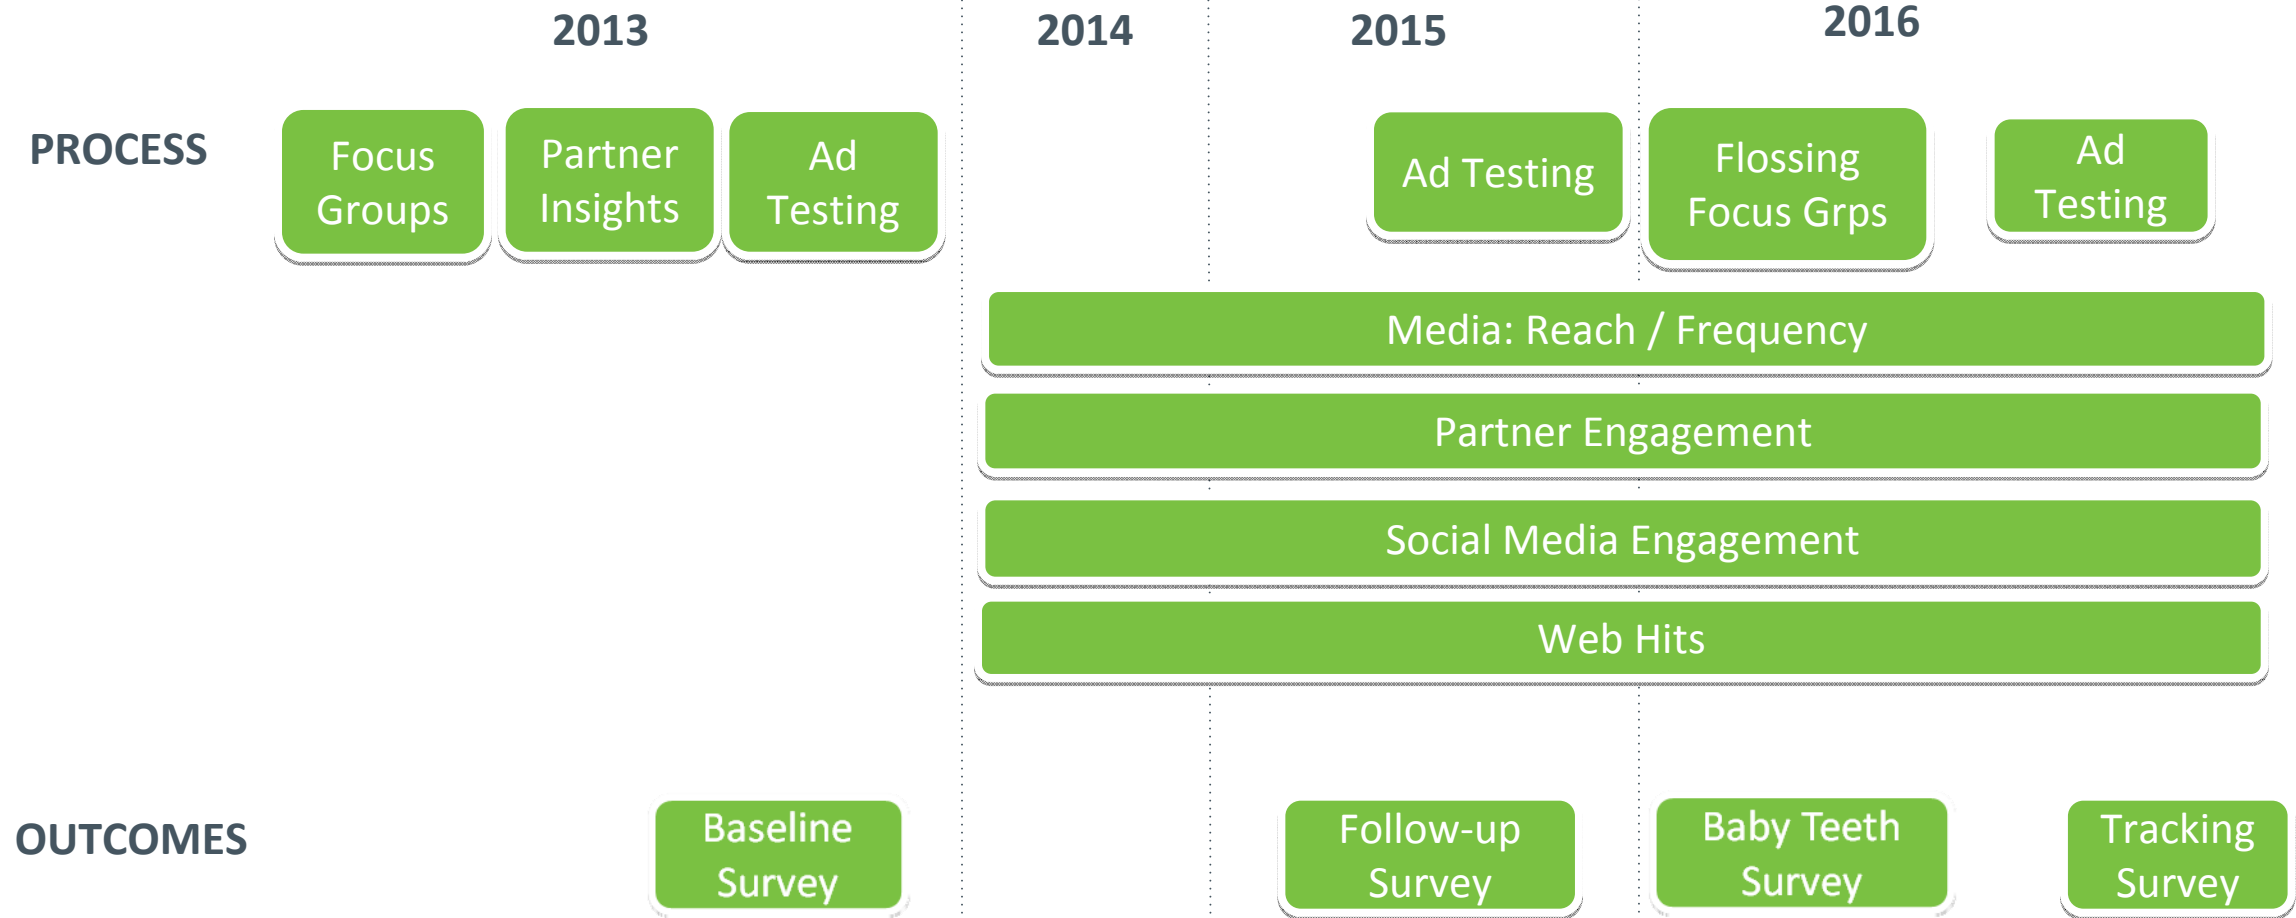 2013
2014
2015
2016
PROCESS
Focus
Groups
Partner
Insights
Ad
Testing
Ad Testing
Flossing
Focus Grps
Ad
Testing
Media: Reach / Frequency
Partner Engagement
Social Media Engagement
Web Hits
OUTCOMES
Baseline
Survey
Follow-up
Survey
Baby Teeth
Survey
Tracking
Survey